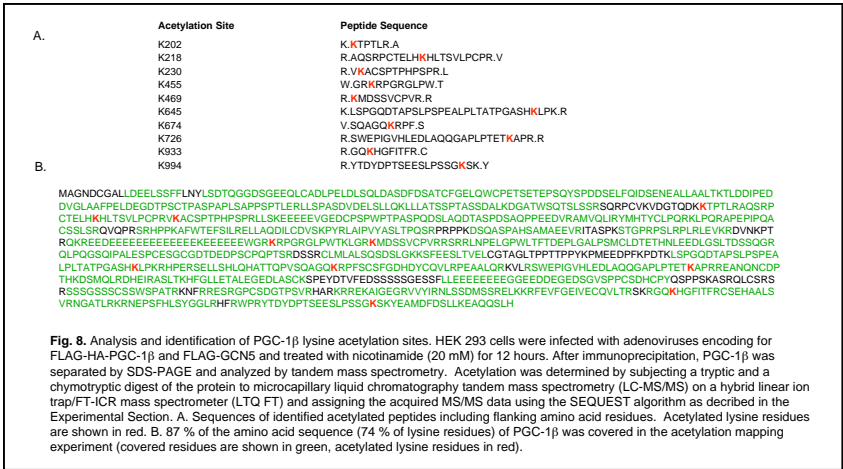 Acetylation Site Peptide Sequence
A.
K202 K.KTPTLR.A
K218 R.AQSRPCTELHKHLTSVLPCPR.V
K230 R.VKACSPTPHPSPR.L
K455 W.GRKRPGRGLPW.T
K469 R.KMDSSVCPVR.R
K645 K.LSPGQDTAPSLPSPEALPLTATPGASHKLPK.R
K674 V.SQAGQKRPF.S
K726 R.SWEPIGVHLEDLAQQGAPLPTETKAPR.R
K933 R.GQKHGFITFR.C
K994 R.YTDYDPTSEESLPSSGKSK.Y
B.
MAGNDCGALLDEELSSFFLNYLSDTQGGDSGEEQLCADLPELDLSQLDASDFDSATCFGELQWCPETSETEPSQYSPDDSELFQIDSENEALLAALTKTLDDIPED
DVGLAAFPELDEGDTPSCTPASPAPLSAPPSPTLERLLSPASDVDELSLLQKLLLATSSPTASSDALKDGATWSQTSLSSRSQRPCVKVDGTQDKKTPTLRAQSRP
CTELHKHLTSVLPCPRVKACSPTPHPSPRLLSKEEEEEVGEDCPSPWPTPASPQDSLAQDTASPDSAQPPEEDVRAMVQLIRYMHTYCLPQRKLPQRAPEPIPQA
CSSLSRQVQPRSRHPPKAFWTEFSILRELLAQDILCDVSKPYRLAIPVYASLTPQSRPRPPKDSQASPAHSAMAEEVRITASPKSTGPRPSLRPLRLEVKRDVNKPT
RQKREEDEEEEEEEEEEEEKEEEEEEWGRKRPGRGLPWTKLGRKMDSSVCPVRRSRRLNPELGPWLTFTDEPLGALPSMCLDTETHNLEEDLGSLTDSSQGR
QLPQGSQIPALESPCESGCGDTDEDPSCPQPTSRDSSRCLMLALSQSDSLGKKSFEESLTVELCGTAGLTPPTTPPYKPMEEDPFKPDTKLSPGQDTAPSLPSPEA
LPLTATPGASHKLPKRHPERSELLSHLQHATTQPVSQAGQKRPFSCSFGDHDYCQVLRPEAALQRKVLRSWEPIGVHLEDLAQQGAPLPTETKAPRREANQNCDP
THKDSMQLRDHEIRASLTKHFGLLETALEGEDLASCKSPEYDTVFEDSSSSSGESSFLLEEEEEEEGGEEDDEGEDSGVSPPCSDHCPYQSPPSKASRQLCSRS
RSSSGSSSCSSWSPATRKNFRRESRGPCSDGTPSVRHARKRREKAIGEGRVVYIRNLSSDMSSRELKKRFEVFGEIVECQVLTRSKRGQKHGFITFRCSEHAALS
VRNGATLRKRNEPSFHLSYGGLRHFRWPRYTDYDPTSEESLPSSGKSKYEAMDFDSLLKEAQQSLH
Fig. 8. Analysis and identification of PGC-1β lysine acetylation sites. HEK 293 cells were infected with adenoviruses encoding for
FLAG-HA-PGC-1β and FLAG-GCN5 and treated with nicotinamide (20 mM) for 12 hours. After immunoprecipitation, PGC-1β was
separated by SDS-PAGE and analyzed by tandem mass spectrometry. Acetylation was determined by subjecting a tryptic and a
chymotryptic digest of the protein to microcapillary liquid chromatography tandem mass spectrometry (LC-MS/MS) on a hybrid linear ion
trap/FT-ICR mass spectrometer (LTQ FT) and assigning the acquired MS/MS data using the SEQUEST algorithm as decribed in the
Experimental Section. A. Sequences of identified acetylated peptides including flanking amino acid residues. Acetylated lysine residues
are shown in red. B. 87 % of the amino acid sequence (74 % of lysine residues) of PGC-1β was covered in the acetylation mapping
experiment (covered residues are shown in green, acetylated lysine residues in red).